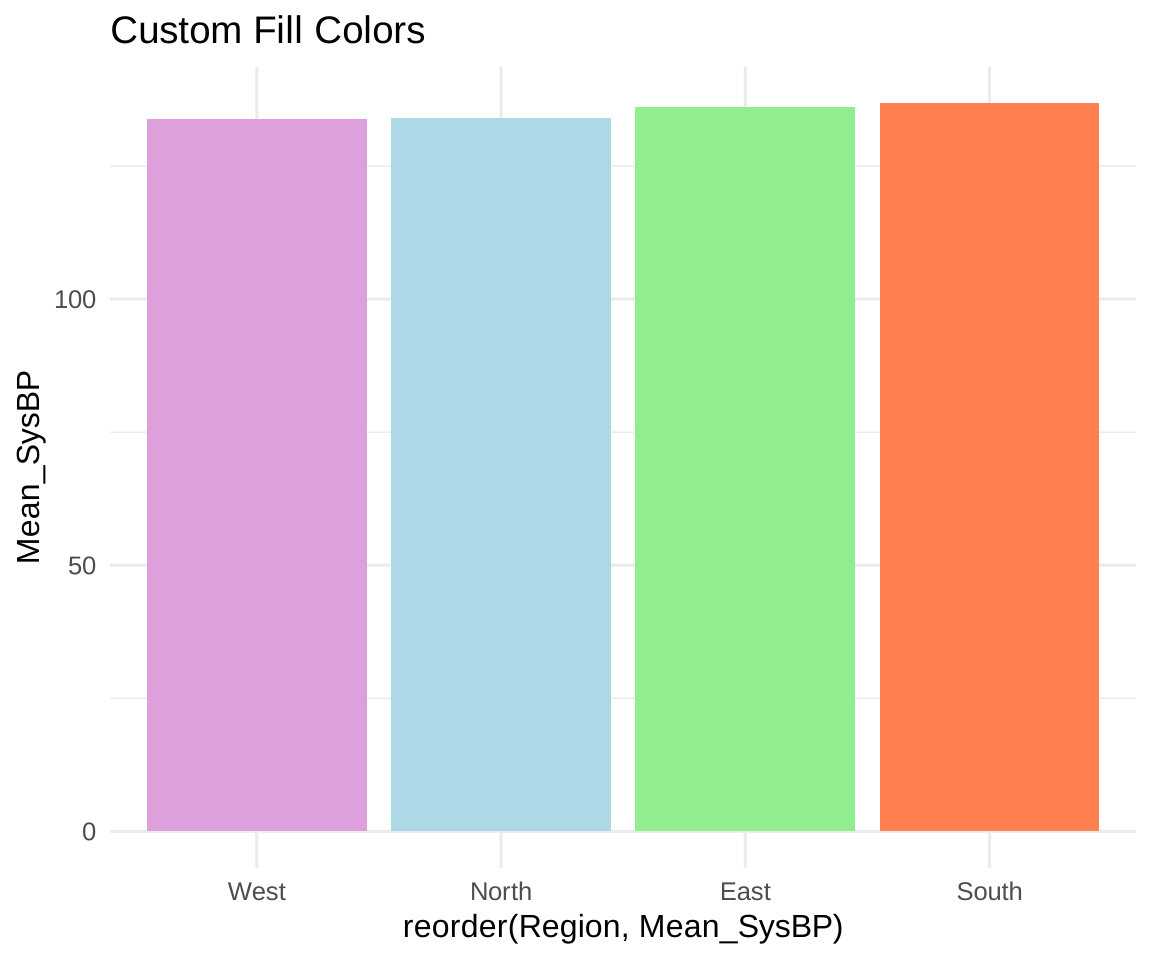 Custom Fill Colors
Mean_SysBP
100
50
0
West North East South
reorder(Region, Mean_SysBP)